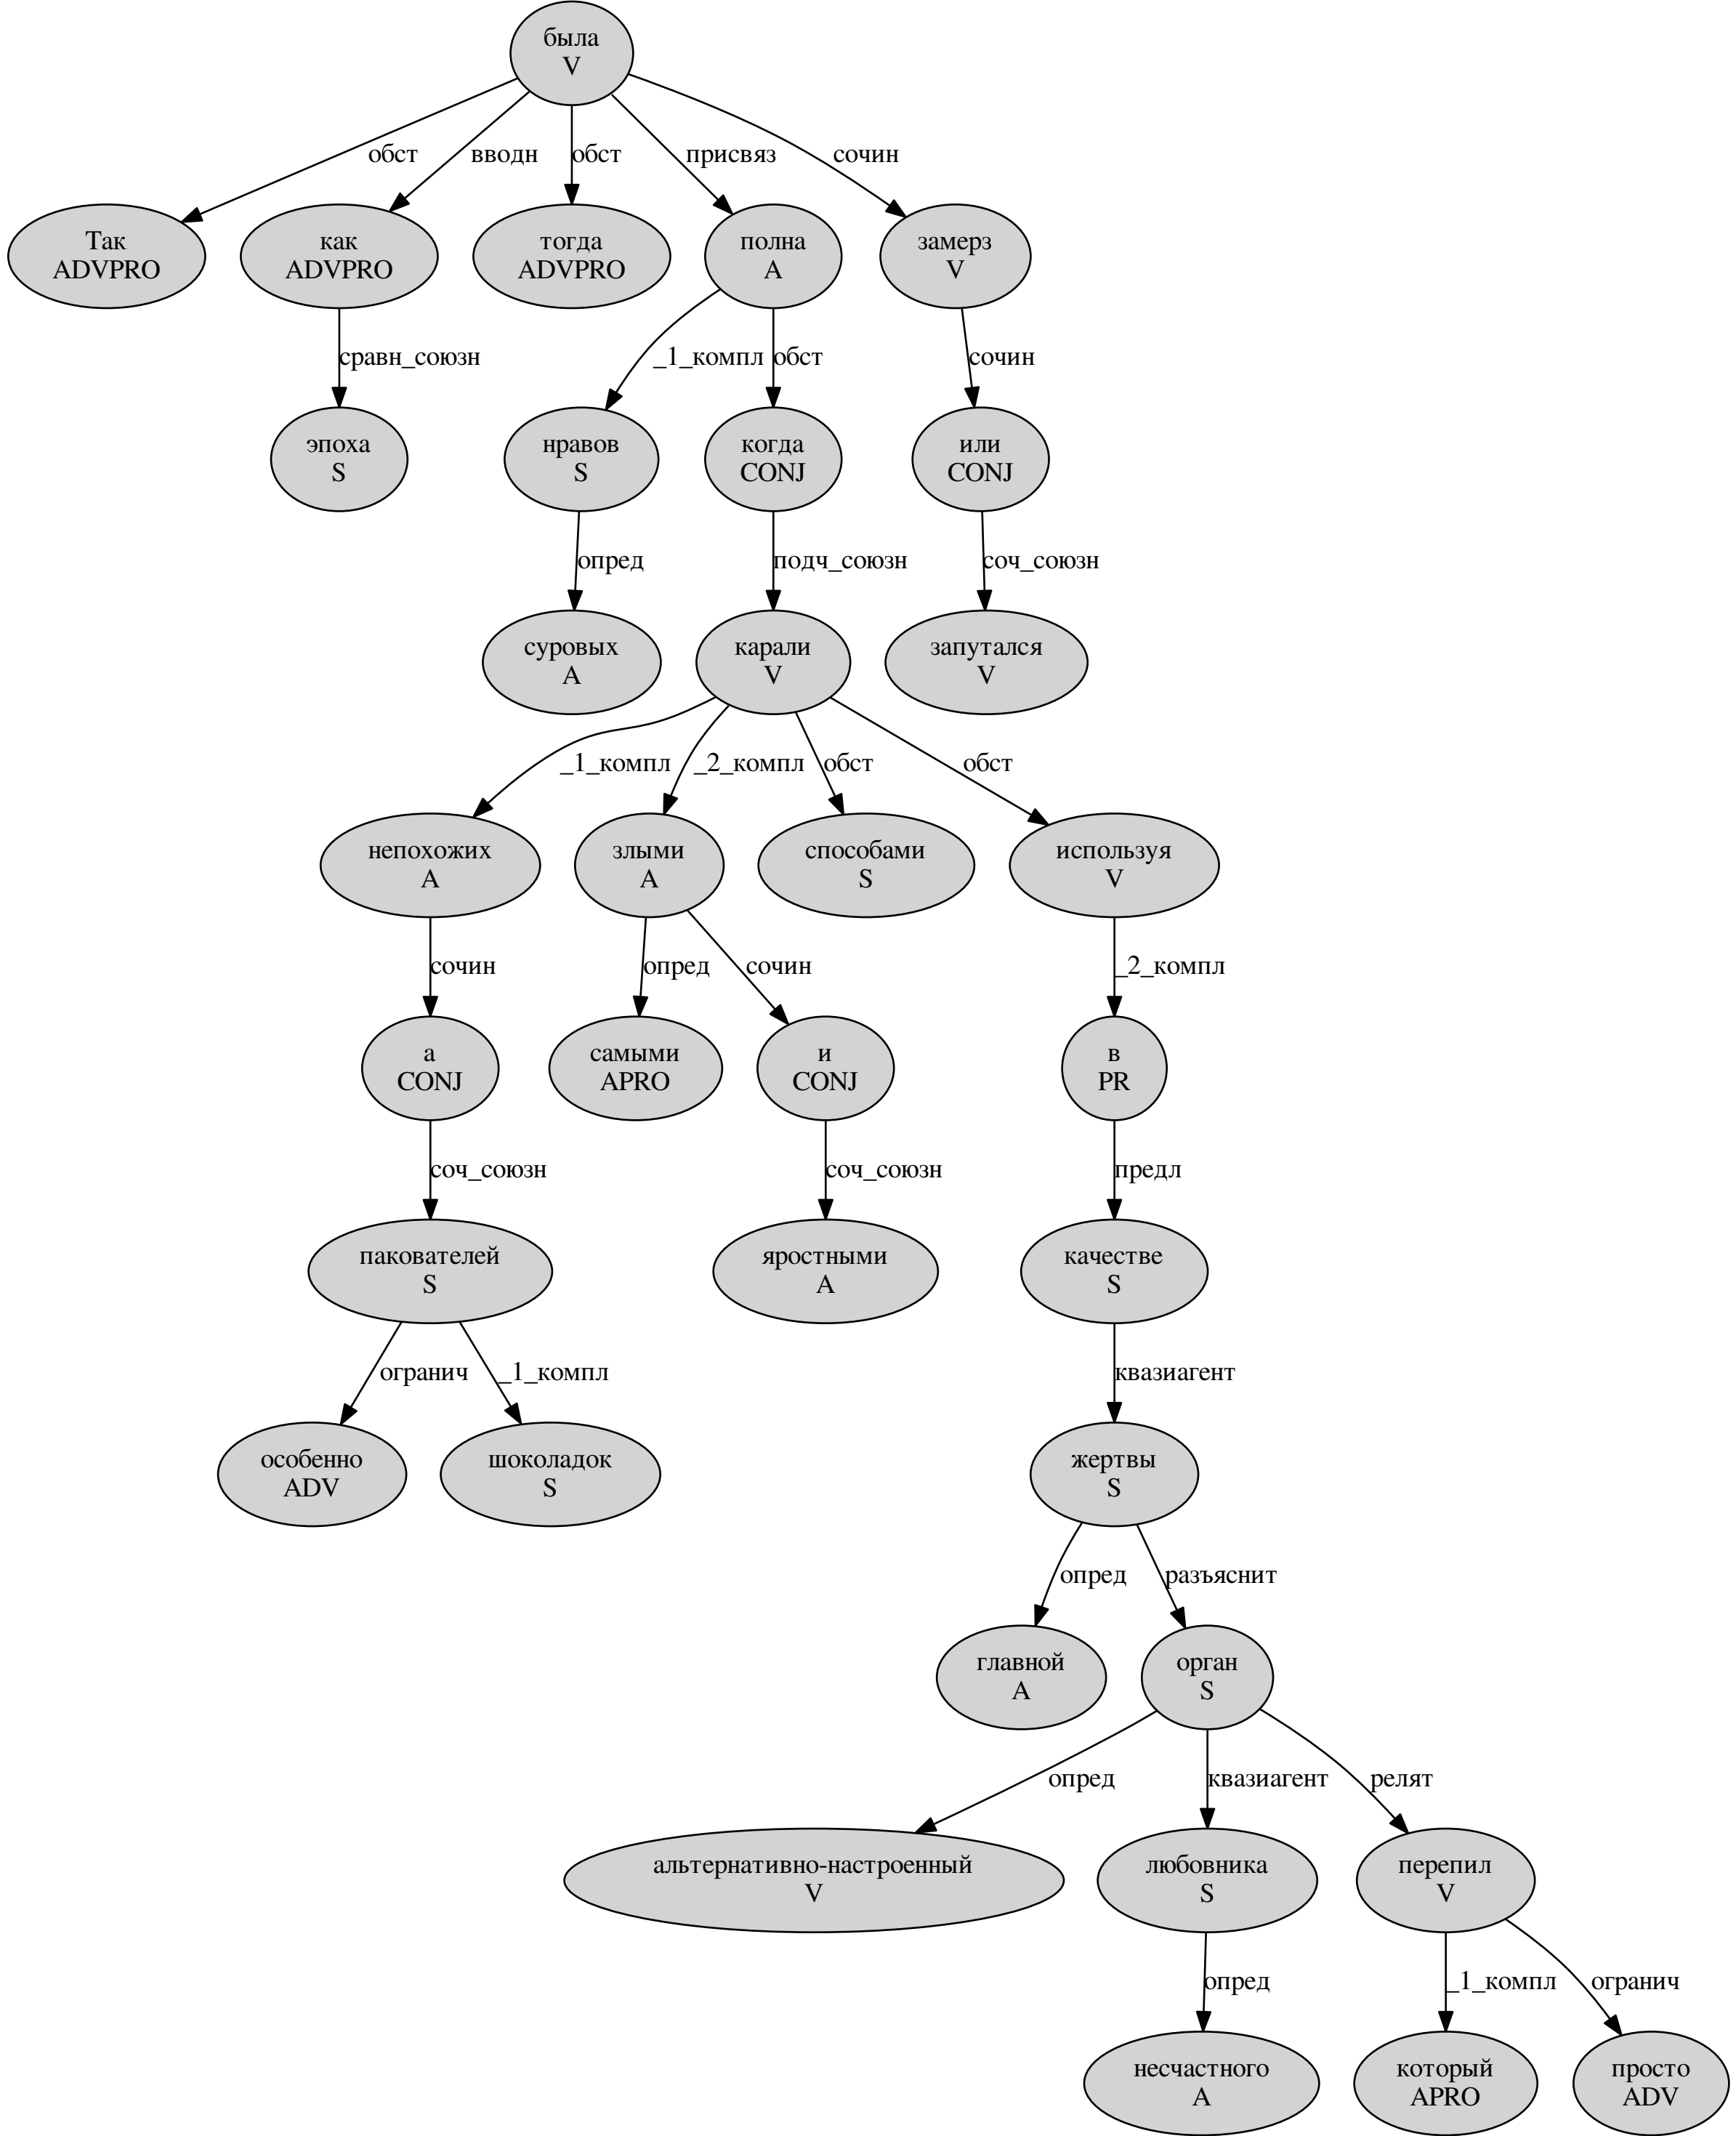 была
V
обст
вводн
обст
присвяз
сочин
Так
ADVPRO
как
ADVPRO
тогда
ADVPRO
полна
A
замерз
V
сравн_союзн
_1_компл
обст
сочин
эпоха
S
нравов
S
когда
CONJ
или
CONJ
опред
подч_союзн
соч_союзн
суровых
A
карали
V
запутался
V
_1_компл
_2_компл
обст
обст
непохожих
A
злыми
A
способами
S
используя
V
сочин
опред
сочин
_2_компл
а
CONJ
самыми
APRO
и
CONJ
в
PR
соч_союзн
соч_союзн
предл
пакователей
S
яростными
A
качестве
S
огранич
_1_компл
квазиагент
особенно
ADV
шоколадок
S
жертвы
S
опред
разъяснит
главной
A
орган
S
опред
квазиагент
релят
альтернативно-настроенный
V
любовника
S
перепил
V
опред
_1_компл
огранич
несчастного
A
который
APRO
просто
ADV